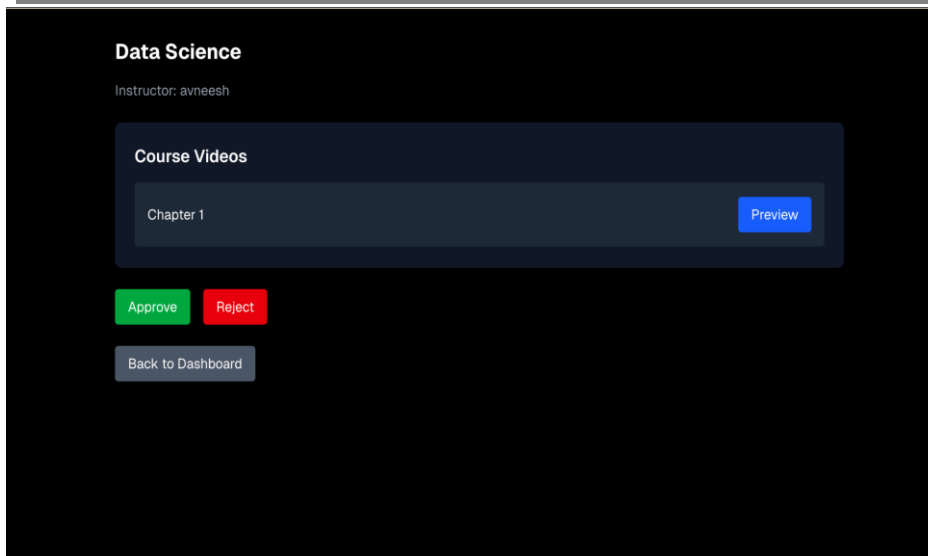 Data Science
Instructor: avneesh
Course Videos
Chapter 1 Preview
Approve Reject
Back to Dashboard